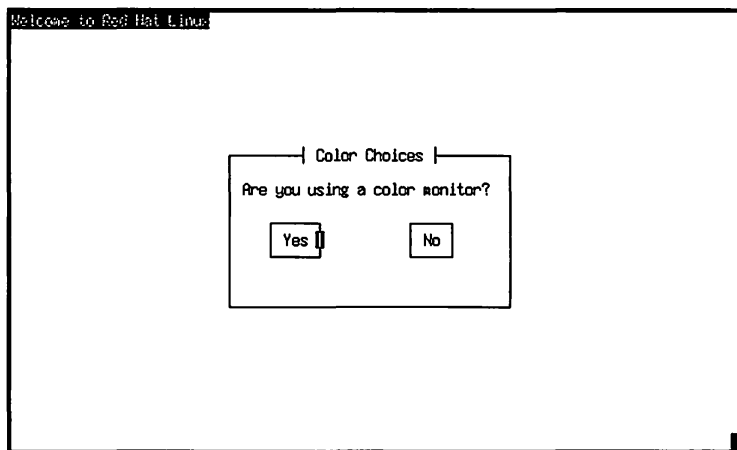 Welcome to Red Hat Linux
Color Choices
Are you using a color monitor?
Yes
No